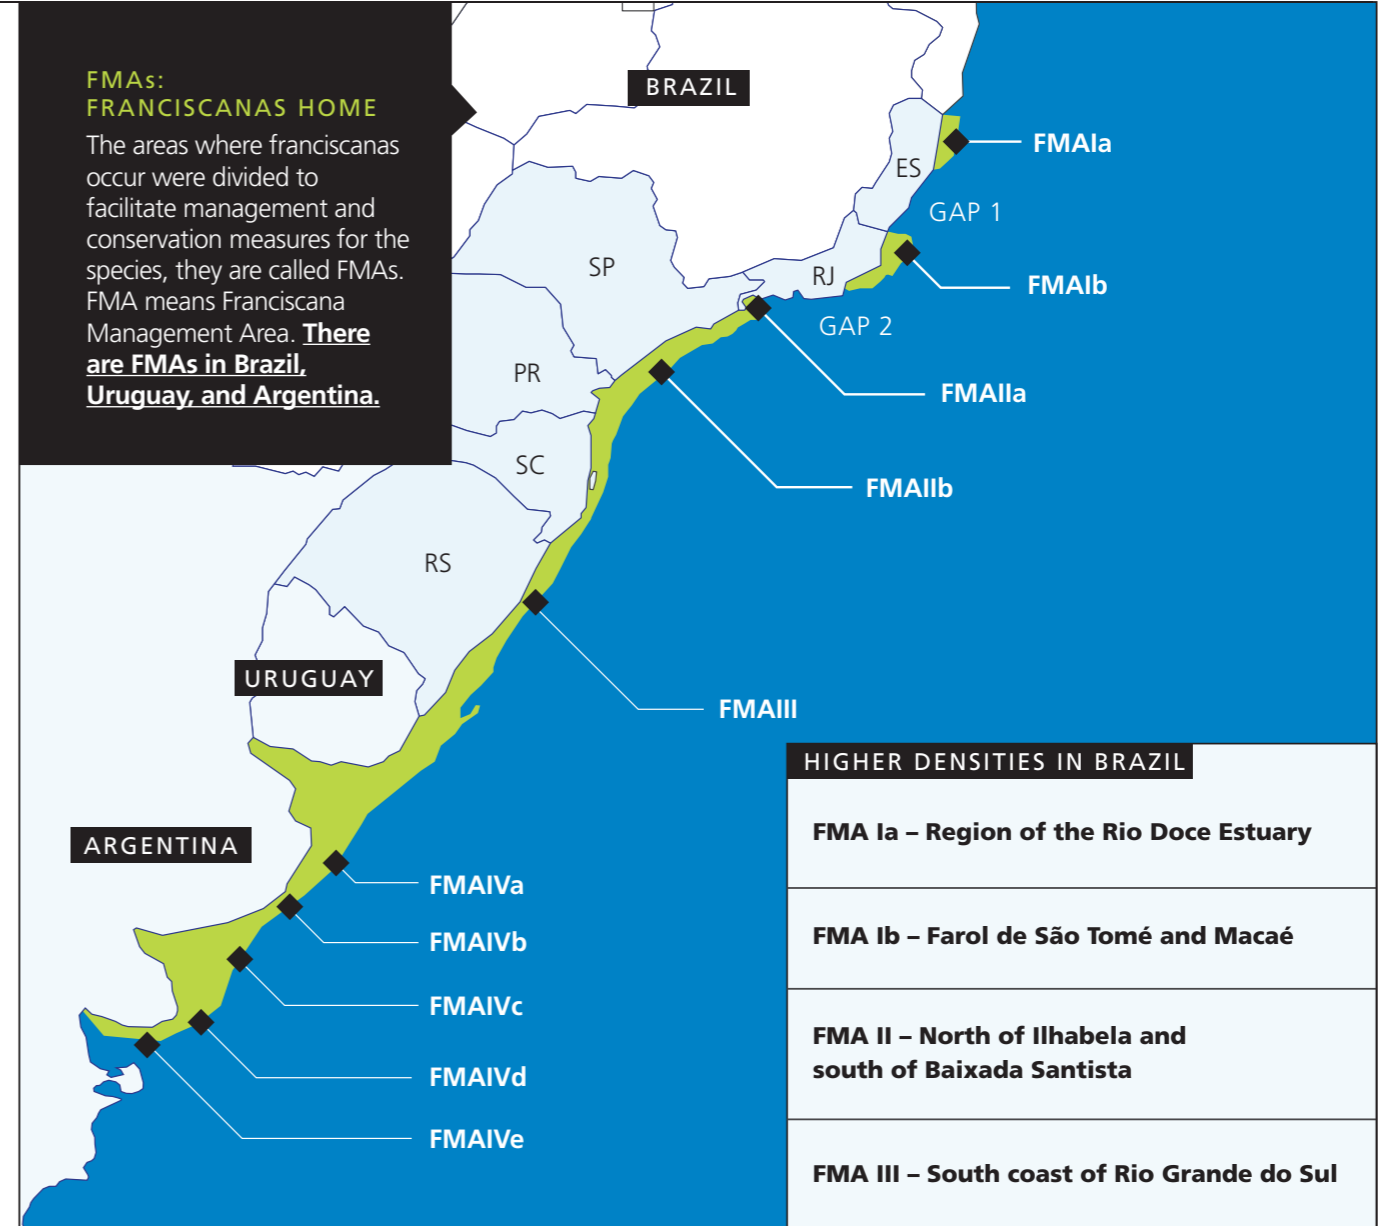 FMAs:
FRANCISCANAS HOME
The areas where franciscanas
occur were divided to
facilitate management and
conservation measures for the
species, they are called FMAs.
FMA means Franciscana
Management Area. There
are FMAs in Brazil,
Uruguay, and Argentina.
BRAZIL
ES
FMAIa
GAP 1
SP
RJ
FMAIb
GAP 2
PR
FMAIIa
SC
FMAIIb
RS
URUGUAY
FMAIII
ARGENTINA
FMAIVa
FMAIVb
FMAIVc
FMAIVd
FMAIVe
HIGHER DENSITIES IN BRAZIL
FMA Ia – Region of the Rio Doce Estuary
FMA Ib – Farol de São Tomé and Macaé
FMA II – North of Ilhabela and
south of Baixada Santista
FMA III – South coast of Rio Grande do Sul